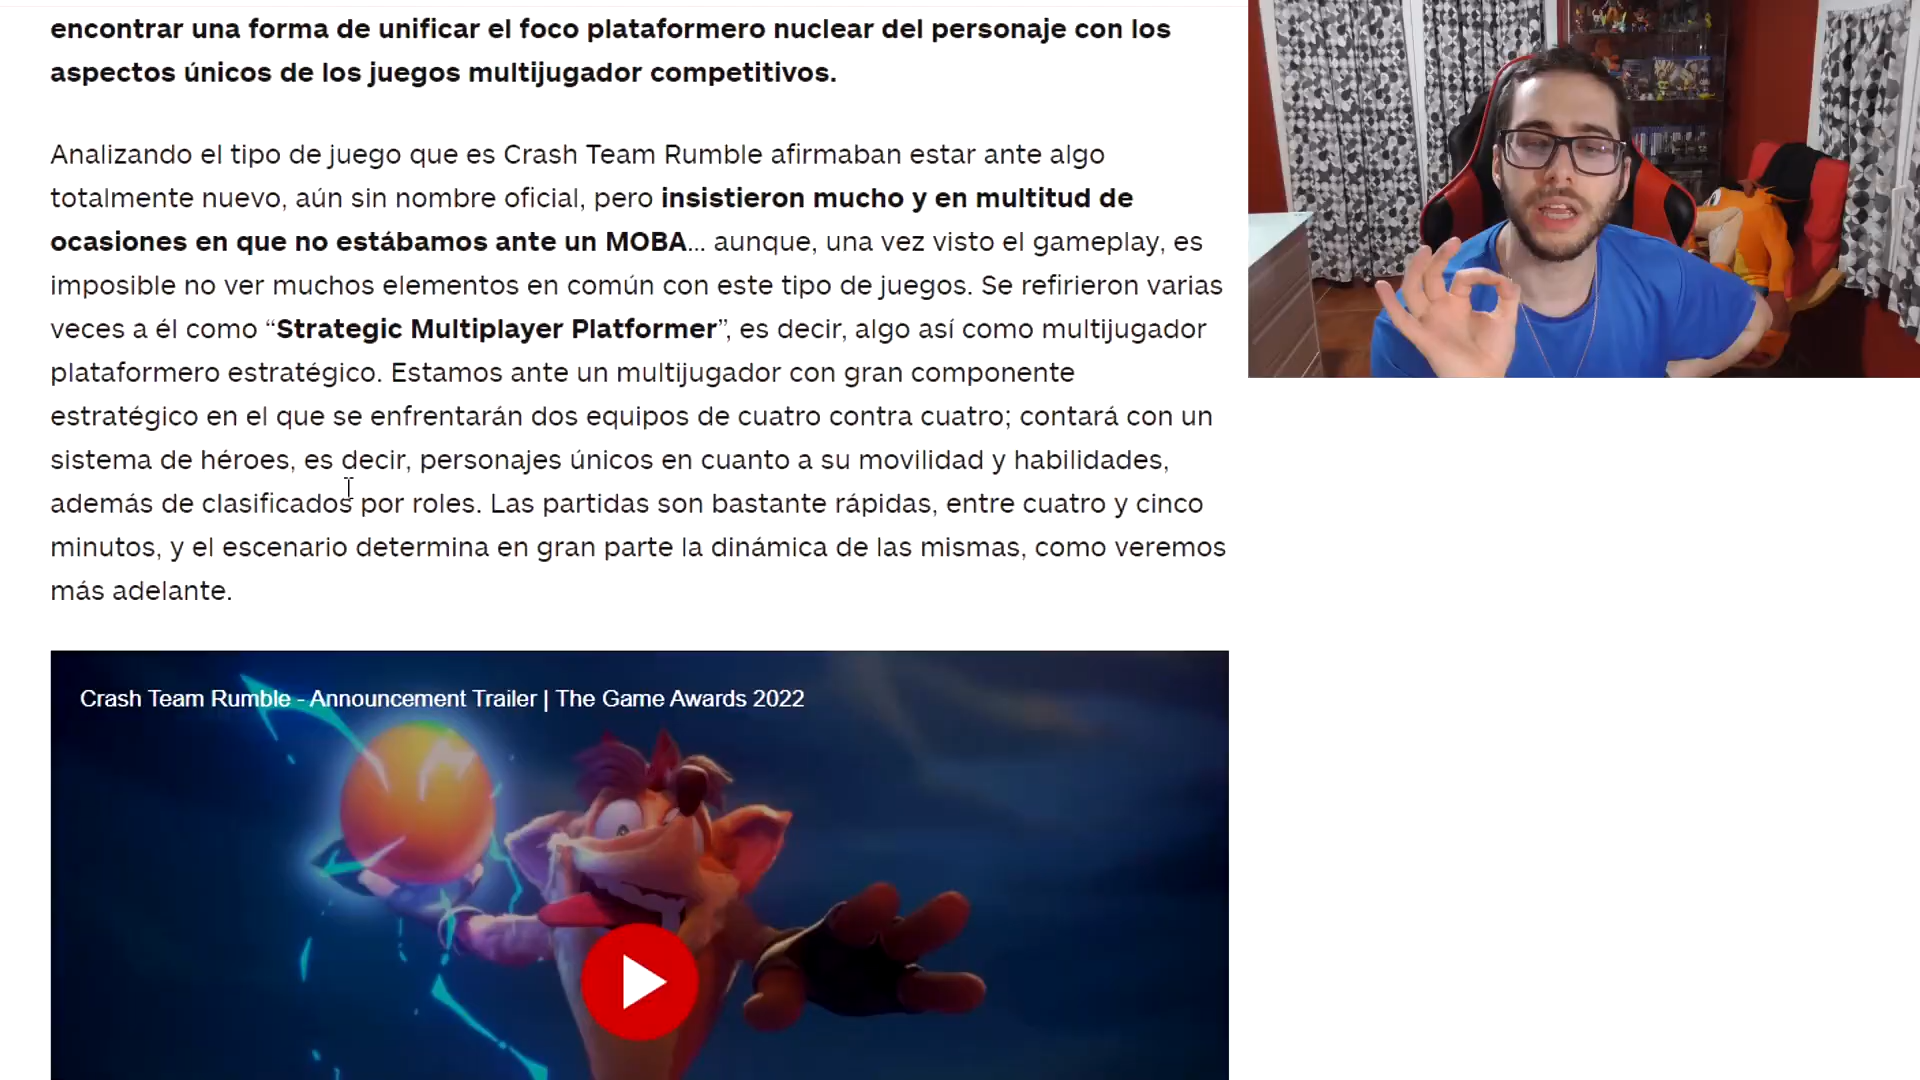 encontrar una forma de unificar el foco plataformero nuclear del personaje con los
aspectos únicos de los juegos multijugador competitivos.
Analizando el tipo de juego que es Crash Team Rumble afirmaban estar ante algo
totalmente nuevo, aún sin nombre oficial, pero insistieron mucho y en multitud de
ocasiones en que no estábamos ante un MOBA... aunque, una vez visto el gameplay, es
imposible no ver muchos elementos en común con este tipo de juegos. Se refirieron varias
veces a él como “Strategic Multiplayer Platformer”, es decir, algo así como multijugador
plataformero estratégico. Estamos ante un multijugador con gran componente
estratégico en el que se enfrentarán dos equipos de cuatro contra cuatro; contará con un
sistema de héroes, es decir, personajes únicos en cuanto a su movilidad y habilidades,
además de clasificados por roles. Las partidas son bastante rápidas, entre cuatro y cinco
minutos, y el escenario determina en gran parte la dinámica de las mismas, como veremos
más adelante.
Crash Team Rumble - Announcement Trailer | The Game Awards 2022